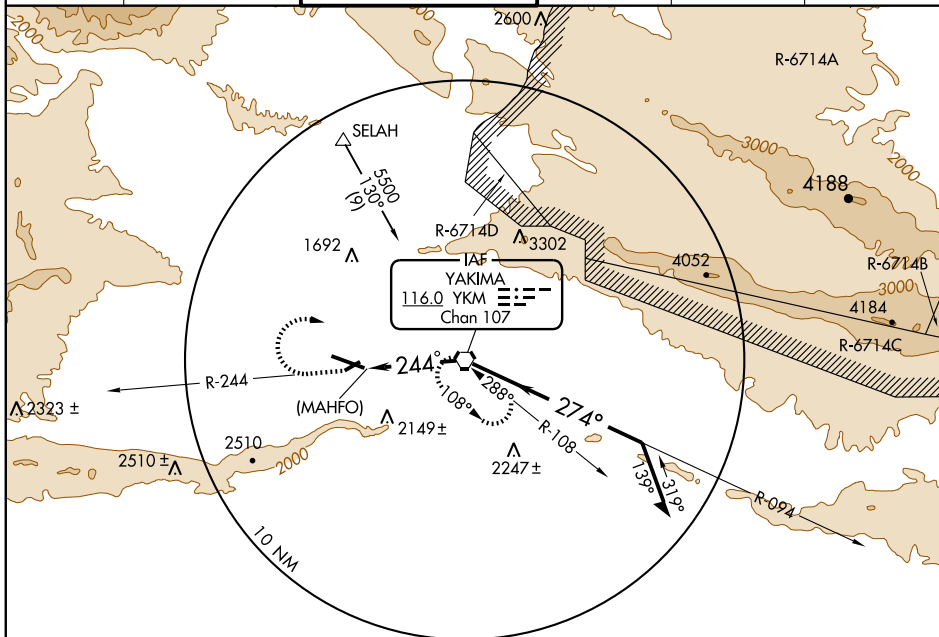 2000
2600
R-6714A
SELAH
3000
2000
5500
130°
(9)
4188
R-6714D
3302
1692
4052
R-6714B
IAF
YAKIMA
116.0 YKM
Chan 107
3000
4184
R-6714C
244°
R-244
(MAHFO)
108°
288°
274°
R-108
2323 ±
2149 ±
2510
2510 ±
2000
2247 ±
139°
319°
R-094
10 NM